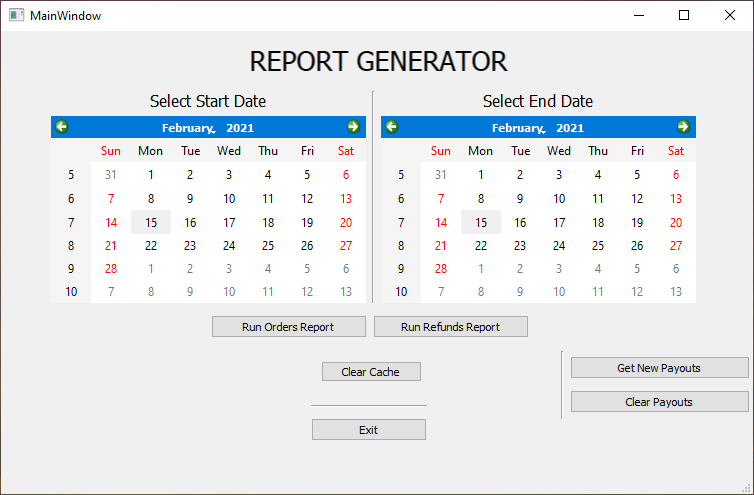 MainWindow
REPORT GENERATOR
Select Start Date
February, 2021
Sun Mon Tue Wed Thu Fri Sat
5 31 1 2 3 4 5 6
6 7 8 9 10 11 12 13
7 14 15 16 17 18 19 20
8 21 22 23 24 25 26 27
9 28 1 2 3 4 5 6
10 7 8 9 10 11 12 13
Select End Date
February, 2021
Sun Mon Tue Wed Thu Fri Sat
5 31 1 2 3 4 5 6
6 7 8 9 10 11 12 13
7 14 15 16 17 18 19 20
8 21 22 23 24 25 26 27
9 28 1 2 3 4 5 6
10 7 8 9 10 11 12 13
Run Orders Report
Run Refunds Report
Clear Cache
Exit
Get New Payouts
Clear Payouts